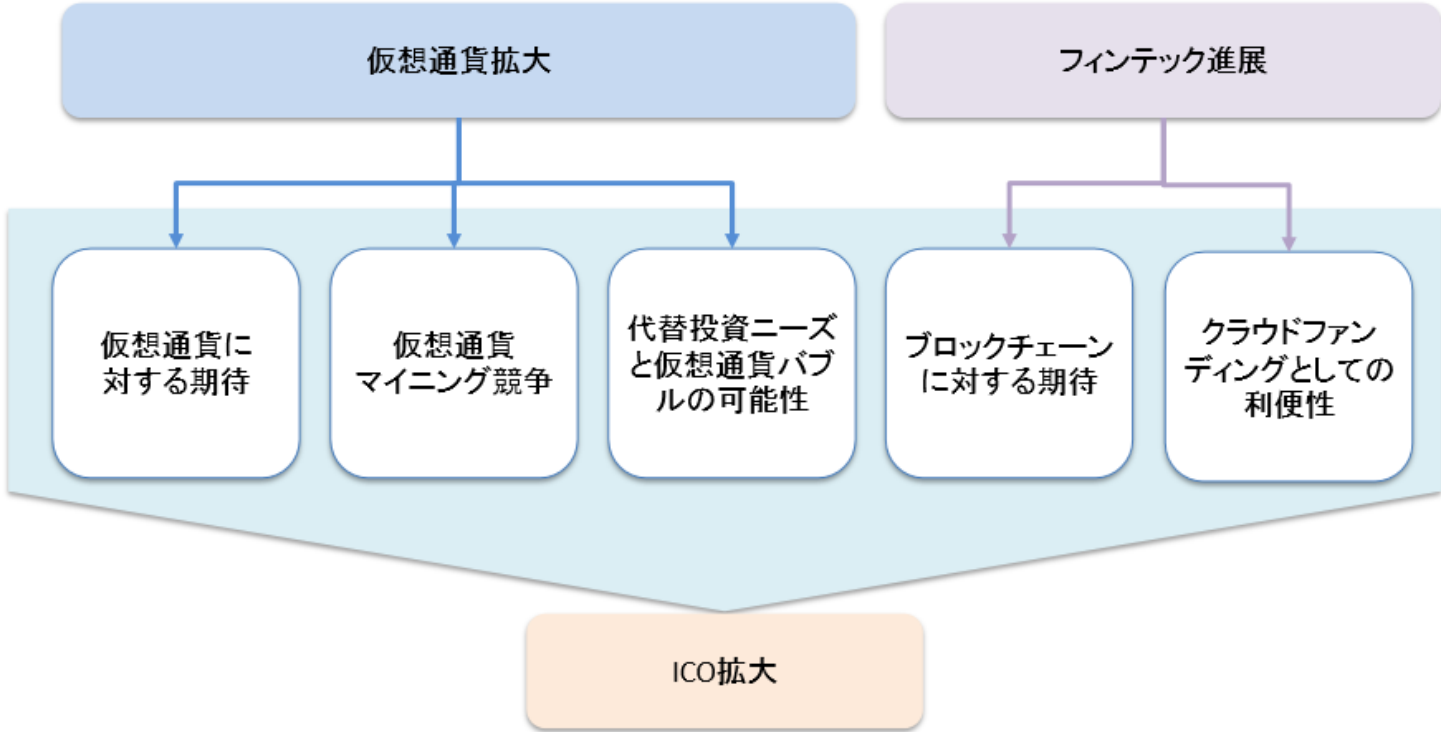 仮想通貨拡大
フィンテック進展
仮想通貨に
対する期待
仮想通貨
マイニング競争
代替投資ニーズ
と仮想通貨バブ
ルの可能性
ブロックチェーン
に対する期待
クラウドファン
ディングとしての
利便性
ICO拡大